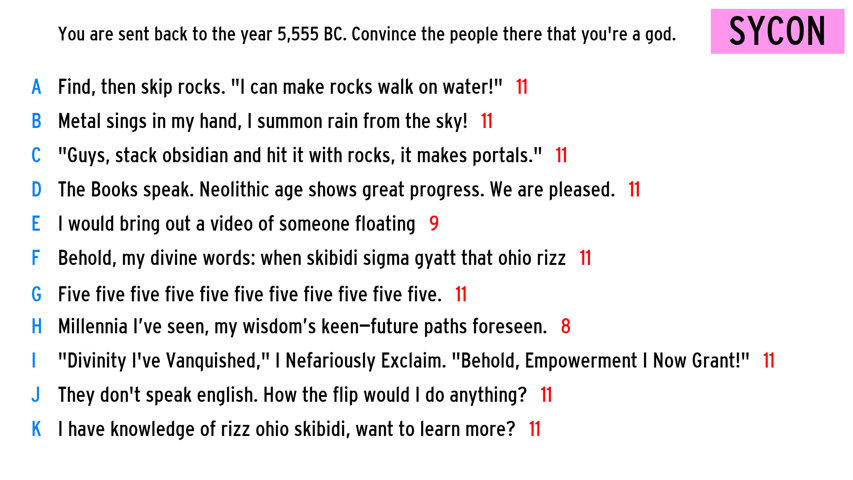 You are sent back to the year 5,555 BC. Convince the people there that you're a god.
SYCON
A Find, then skip rocks. "I can make rocks walk on water!" 11
B Metal sings in my hand, I summon rain from the sky! 11
C "Guys, stack obsidian and hit it with rocks, it makes portals." 11
D The Books speak. Neolithic age shows great progress. We are pleased. 11
E I would bring out a video of someone floating 9
F Behold, my divine words: when skibidi sigma gyatt that ohio rizz 11
G Five five five five five five five five five five five. 11
H Millennia I’ve seen, my wisdom’s keen—future paths foreseen. 8
I "Divinity I've Vanquished," I Nefariously Exclaim. "Behold, Empowerment I Now Grant!" 11
J They don't speak english. How the flip would I do anything? 11
K I have knowledge of rizz ohio skibidi, want to learn more? 11